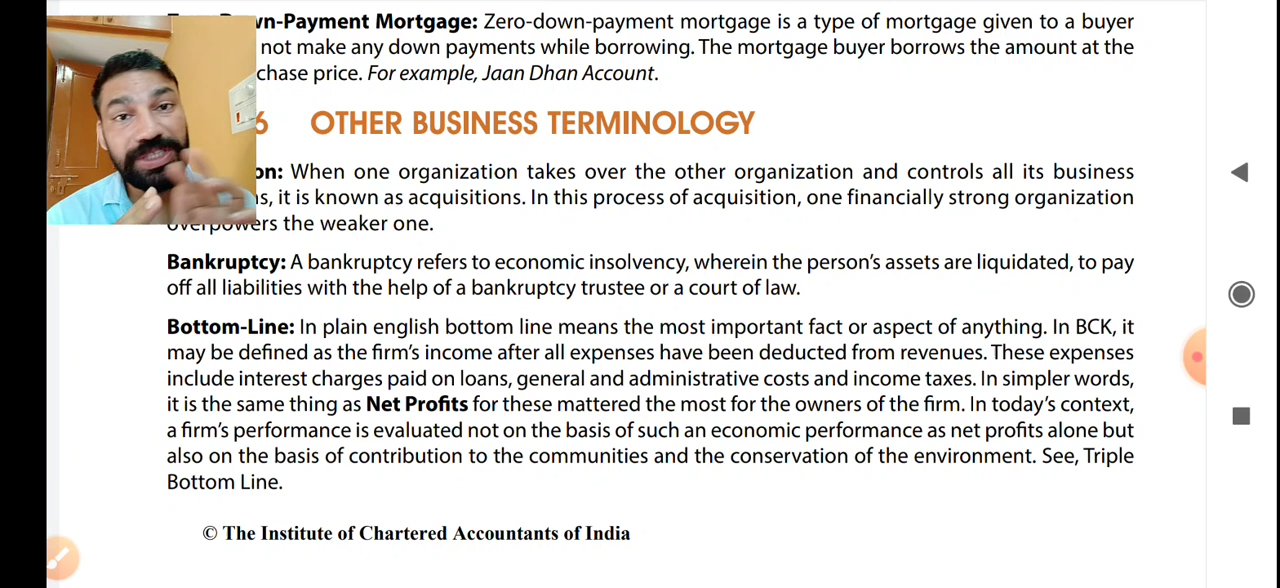 wn-Payment Mortgage: Zero-down-payment mortgage is a type of mortgage given to a buyer
not make any down payments while borrowing. The mortgage buyer borrows the amount at the
chase price. For example, Jaan Dhan Account.
6 OTHER BUSINESS TERMINOLOGY
on: When one organization takes over the other organization and controls all its business
s, it is known as acquisitions. In this process of acquisition, one financially strong organization
overpowers the weaker one.
Bankruptcy: A bankruptcy refers to economic insolvency, wherein the person's assets are liquidated, to pay
off all liabilities with the help of a bankruptcy trustee or a court of law.
Bottom-Line: In plain english bottom line means the most important fact or aspect of anything. In BCK, it
may be defined as the firm's income after all expenses have been deducted from revenues. These expenses
include interest charges paid on loans, general and administrative costs and income taxes. In simpler words,
it is the same thing as Net Profits for these mattered the most for the owners of the firm. In today's context,
a firm's performance is evaluated not on the basis of such an economic performance as net profits alone but
also on the basis of contribution to the communities and the conservation of the environment. See, Triple
Bottom Line.
© The Institute of Chartered Accountants of India